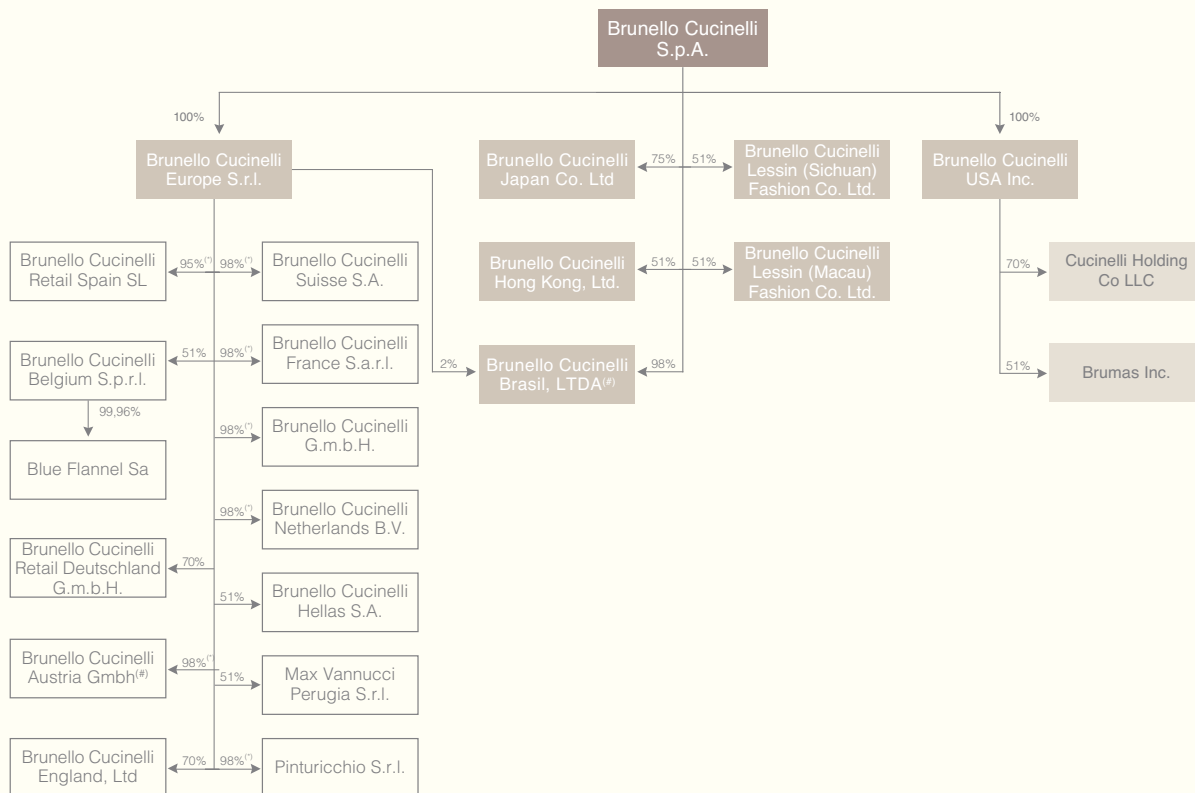 Brunello Cucinelli
S.p.A.
100%
100%
Brunello Cucinelli
Europe S.r.l.
Brunello Cucinelli
Japan Co. Ltd
75%
51%
Brunello Cucinelli
Lessin (Sichuan)
Fashion Co. Ltd.
Brunello Cucinelli
USA Inc.
Brunello Cucinelli
Retail Spain SL
95%(*)
98%(*)
Brunello Cucinelli
Suisse S.A.
Brunello Cucinelli
Hong Kong, Ltd.
51%
51%
Brunello Cucinelli
Lessin (Macau)
Fashion Co. Ltd.
70%
Cucinelli Holding
Co LLC
Brunello Cucinelli
Belgium S.p.r.l.
51%
98%(*)
Brunello Cucinelli
France S.a.r.l.
2%
Brunello Cucinelli
Brasil, LTDA(#)
98%
51%
Brumas Inc.
99,96%
Blue Flannel Sa
98%(*)
Brunello Cucinelli
G.m.b.H.
98%(*)
Brunello Cucinelli
Netherlands B.V.
Brunello Cucinelli
Retail Deutschland
G.m.b.H.
70%
51%
Brunello Cucinelli
Hellas S.A.
Brunello Cucinelli
Austria Gmbh(#)
98%(*)
51%
Max Vannucci
Perugia S.r.l.
Brunello Cucinelli
England, Ltd
70%
98%(*)
Pinturicchio S.r.l.